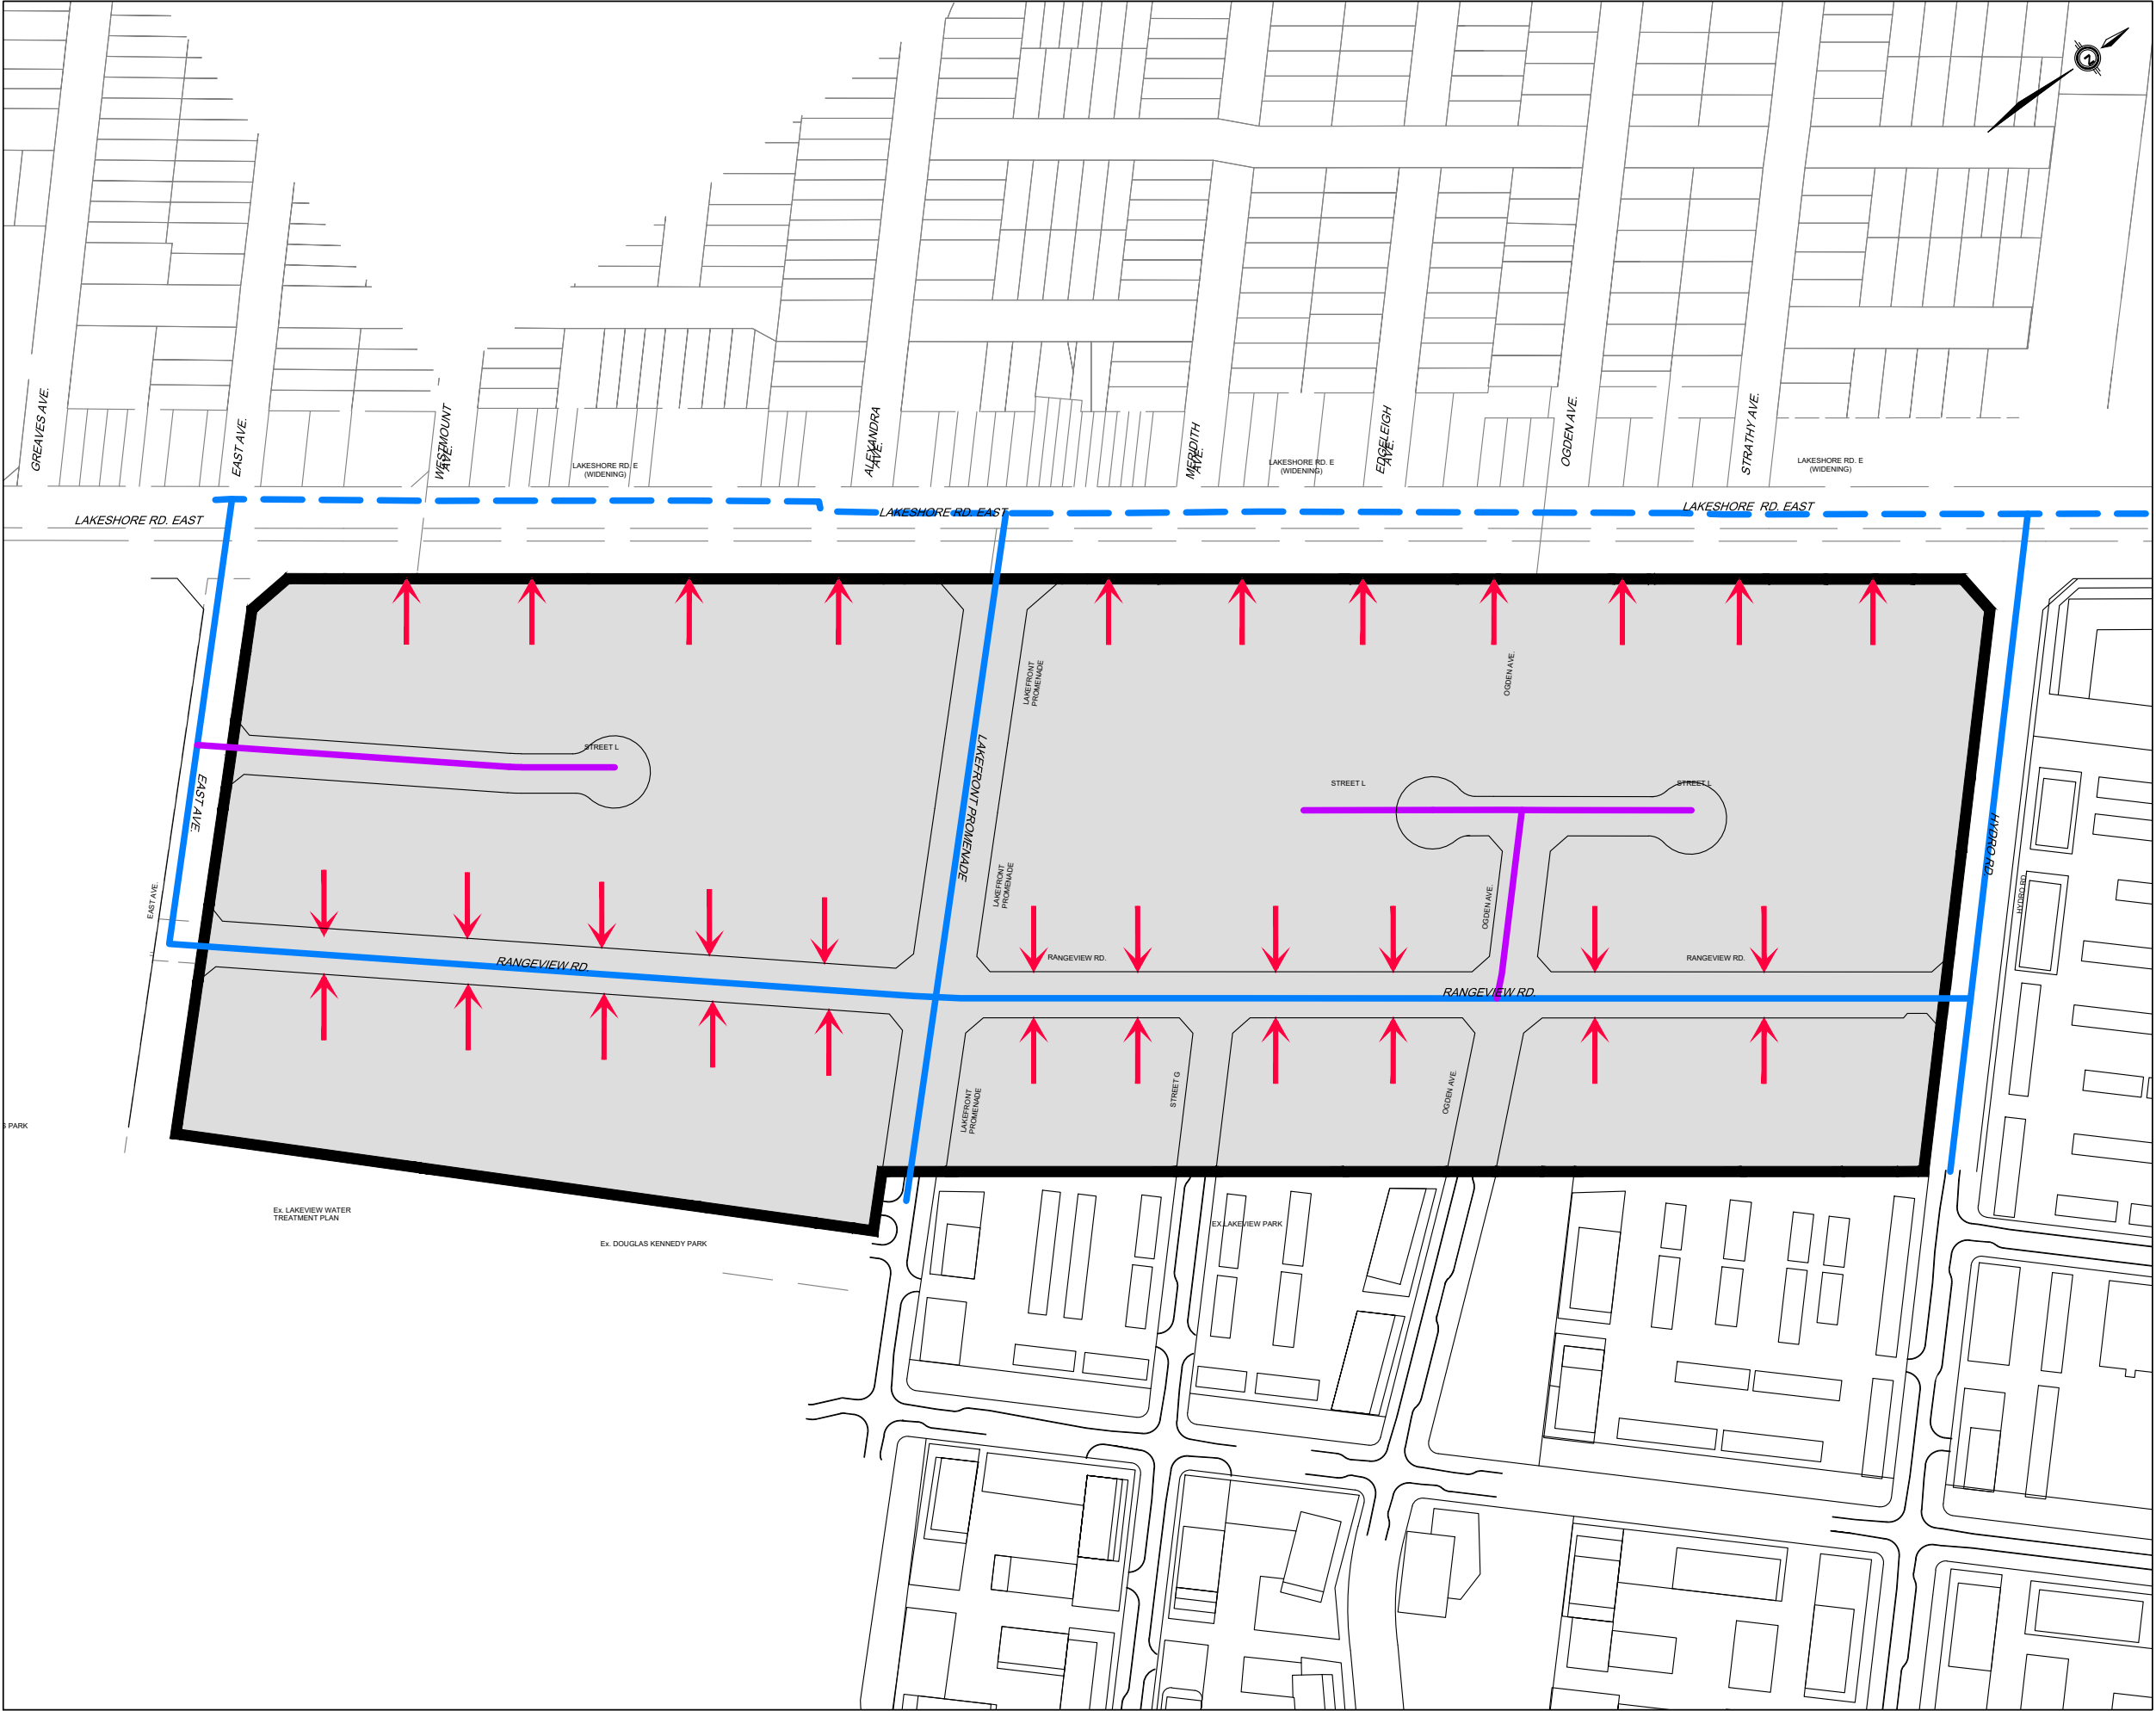 GREAVES AVE.
EAST AVE.
WESTMOUNT
AVE.
ALEXANDRA
AVE.
MERIDITH
AVE.
EDGELEIGH
AVE.
OGDEN AVE.
STRATHY AVE.
LAKESHORE RD. E
(WIDENING)
LAKESHORE RD. E
(WIDENING)
LAKESHORE RD. E
(WIDENING)
LAKESHORE RD. EAST
LAKESHORE RD. EAST
LAKESHORE RD. EAST
LAKEFRONT
PROMENADE
OGDEN AVE.
STREET L
STREET L
STREET L
EAST AVE.
LAKEFRONT PROMENADE
HYDRO RD.
EAST AVE.
LAKEFRONT
PROMENADE
OGDEN AVE.
HYDRO RD.
RANGEVIEW RD.
RANGEVIEW RD.
RANGEVIEW RD.
RANGEVIEW RD.
LAKEFRONT
PROMENADE
STREET G
OGDEN AVE.
S PARK
Ex. LAKEVIEW WATER
TREATMENT PLAN
Ex. DOUGLAS KENNEDY PARK
EX.LAKEVIEW PARK